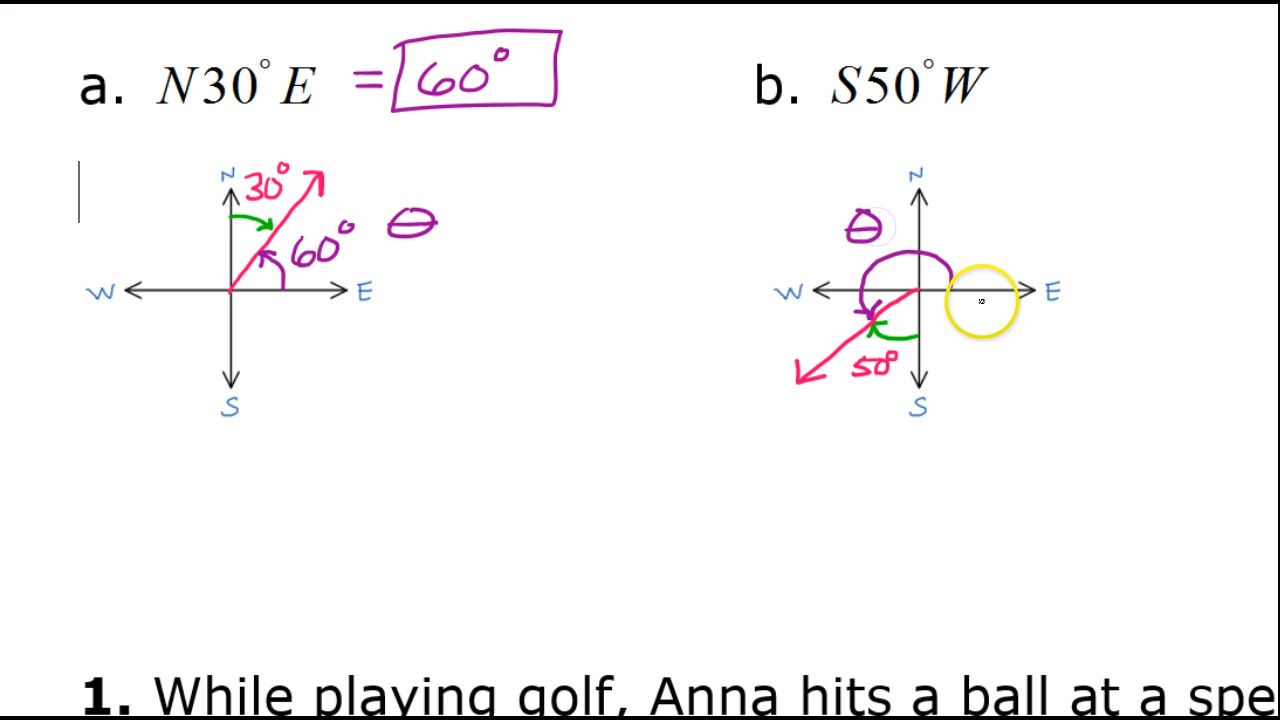 a. N30° E = 60°
b. S50° W
N
30°
60° θ
W E
S
N
θ
W E
50°
S
1. While playing golf, Anna hits a ball at a spe